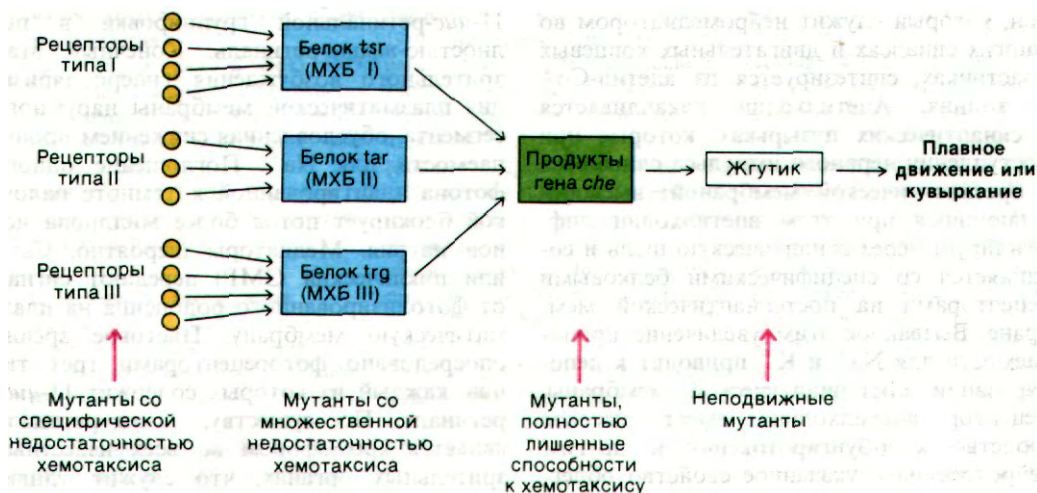 Рецепторы
типа I
Белок tsr
(МХБ I)
Рецепторы
типа II
Белок tar
(МХБ II)
Рецепторы
типа III
Белок trg
(МХБ III)
Продукты
гена che
Жгутик
Плавное
движение или
кувыркание
Мутанты со
специфической
недостаточностью
хемотаксиса
Мутанты со
множественной
недостаточностью
хемотаксиса
Мутанты,
полностью
лишенные
способности
к хемотаксису
Неподвижные
мутанты